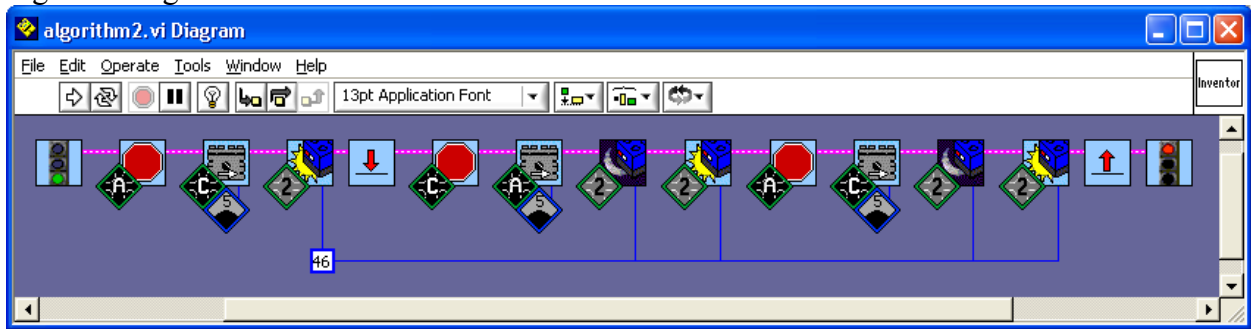 algorithm2.vi Diagram
File Edit Operate Tools Window Help
13pt Application Font
Inventor
A C 2 C A 2 2 A C 2 2
5 5 5
46